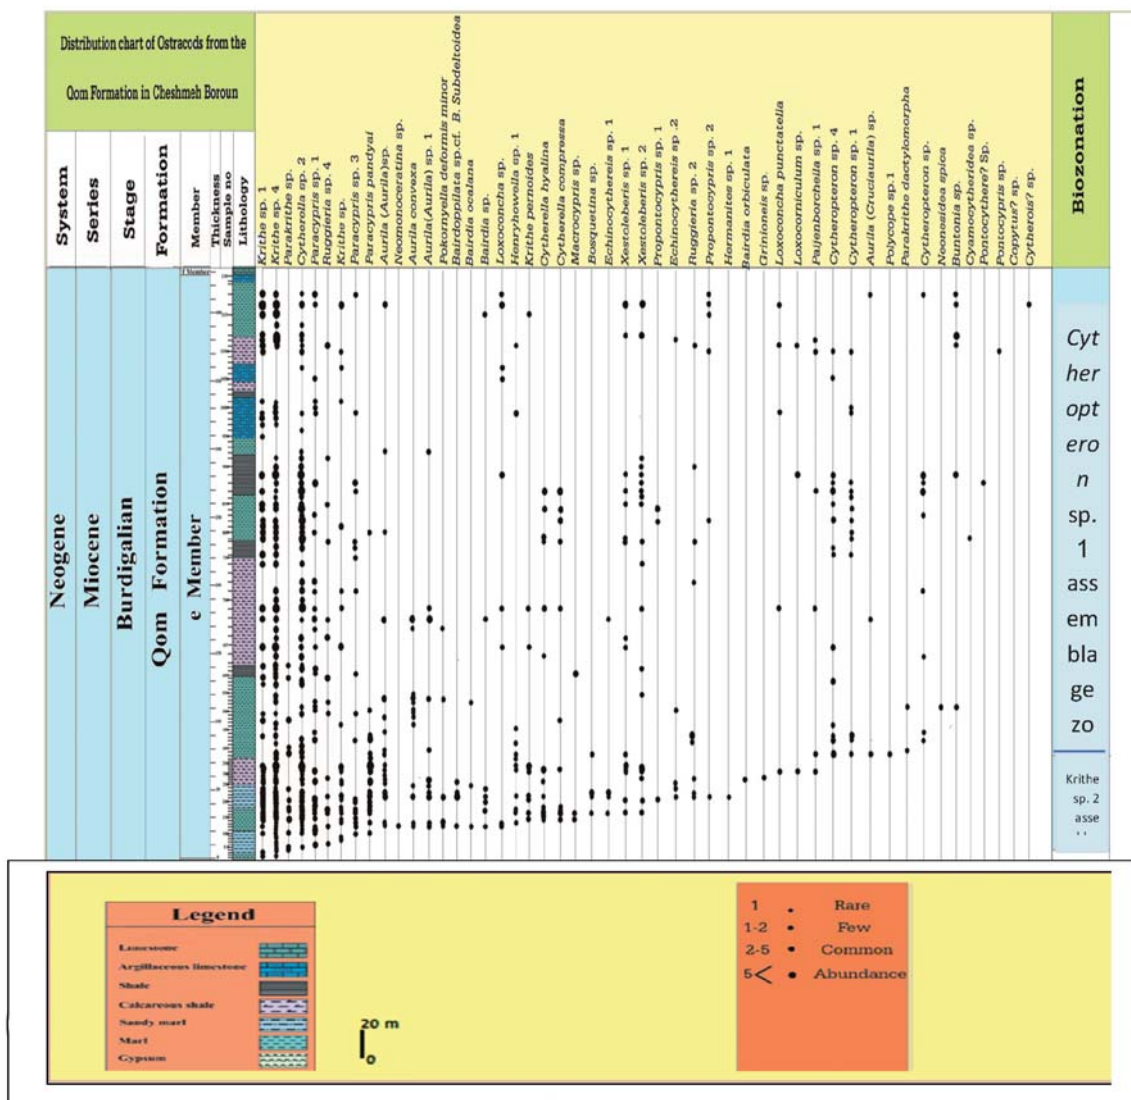 Distribution chart of Ostracods from the
Qom Formation in Cheshmeh Boroun
System
Series
Stage
Formation
Member
Thickness
Sample no
Lithology
Krithe sp. 1
Krithe sp. 4
Parakrithe sp.
Cytherolla sp. 2
Paracypris sp. 1
Ruggieria sp. 4
Krithe sp.
Paracypris sp. 3
Paracypris pandyai
Aurila (Aurila)sp.
Neomonoceratina sp.
Aurila convexa
Aurila(Aurila) sp. 1
Pokornyella deformis minor
Bairdoppilata sp.cf. B. Subdeltoidea
Bairdia ocalana
Bairdia sp.
Loxoconcha sp.
Henryhowella sp. 1
Krithe pernoides
Cytherella hyalina
Cytherella compressa
Macrocypris sp.
Bosquetina sp.
Echinocythereis sp. 1
Xestoleberis sp. 1
Xestoleberis sp. 2
Propontocypris sp. 1
Echinocythereis sp .2
Ruggieria sp. 2
Propontocypris sp. 2
Hermanites sp. 1
Bairdia orbiculata
Grinioneis sp.
Loxoconcha punctatella
Loxocorniculum sp.
Paijenborchella sp. 1
Cytheropteron sp. 4
Cytheropteron sp. 1
Aurila (Cruciaurila) sp.
Polycope sp.1
Parakrithe dactylomorpha
Cytheropteron sp.
Neonesidea spica
Buntonia sp.
Cyamocytheridea sp.
Pontocythere? Sp.
Pontocypris sp.
Copytus? sp.
Cytherois? sp.
Biozonation
Neogene
Miocene
Burdigalian
Qom Formation
e Member
f Member
Cyt
her
opt
ero
n
sp.
1
ass
em
bla
ge
zo
Krithe
sp. 2
asse
Legend
Limestone
Argillaceous limestone
Shale
Calcareous shale
Sandy marl
Marl
Gypsum
20 m
0
1 Rare
1-2 Few
2-5 Common
5< Abundance